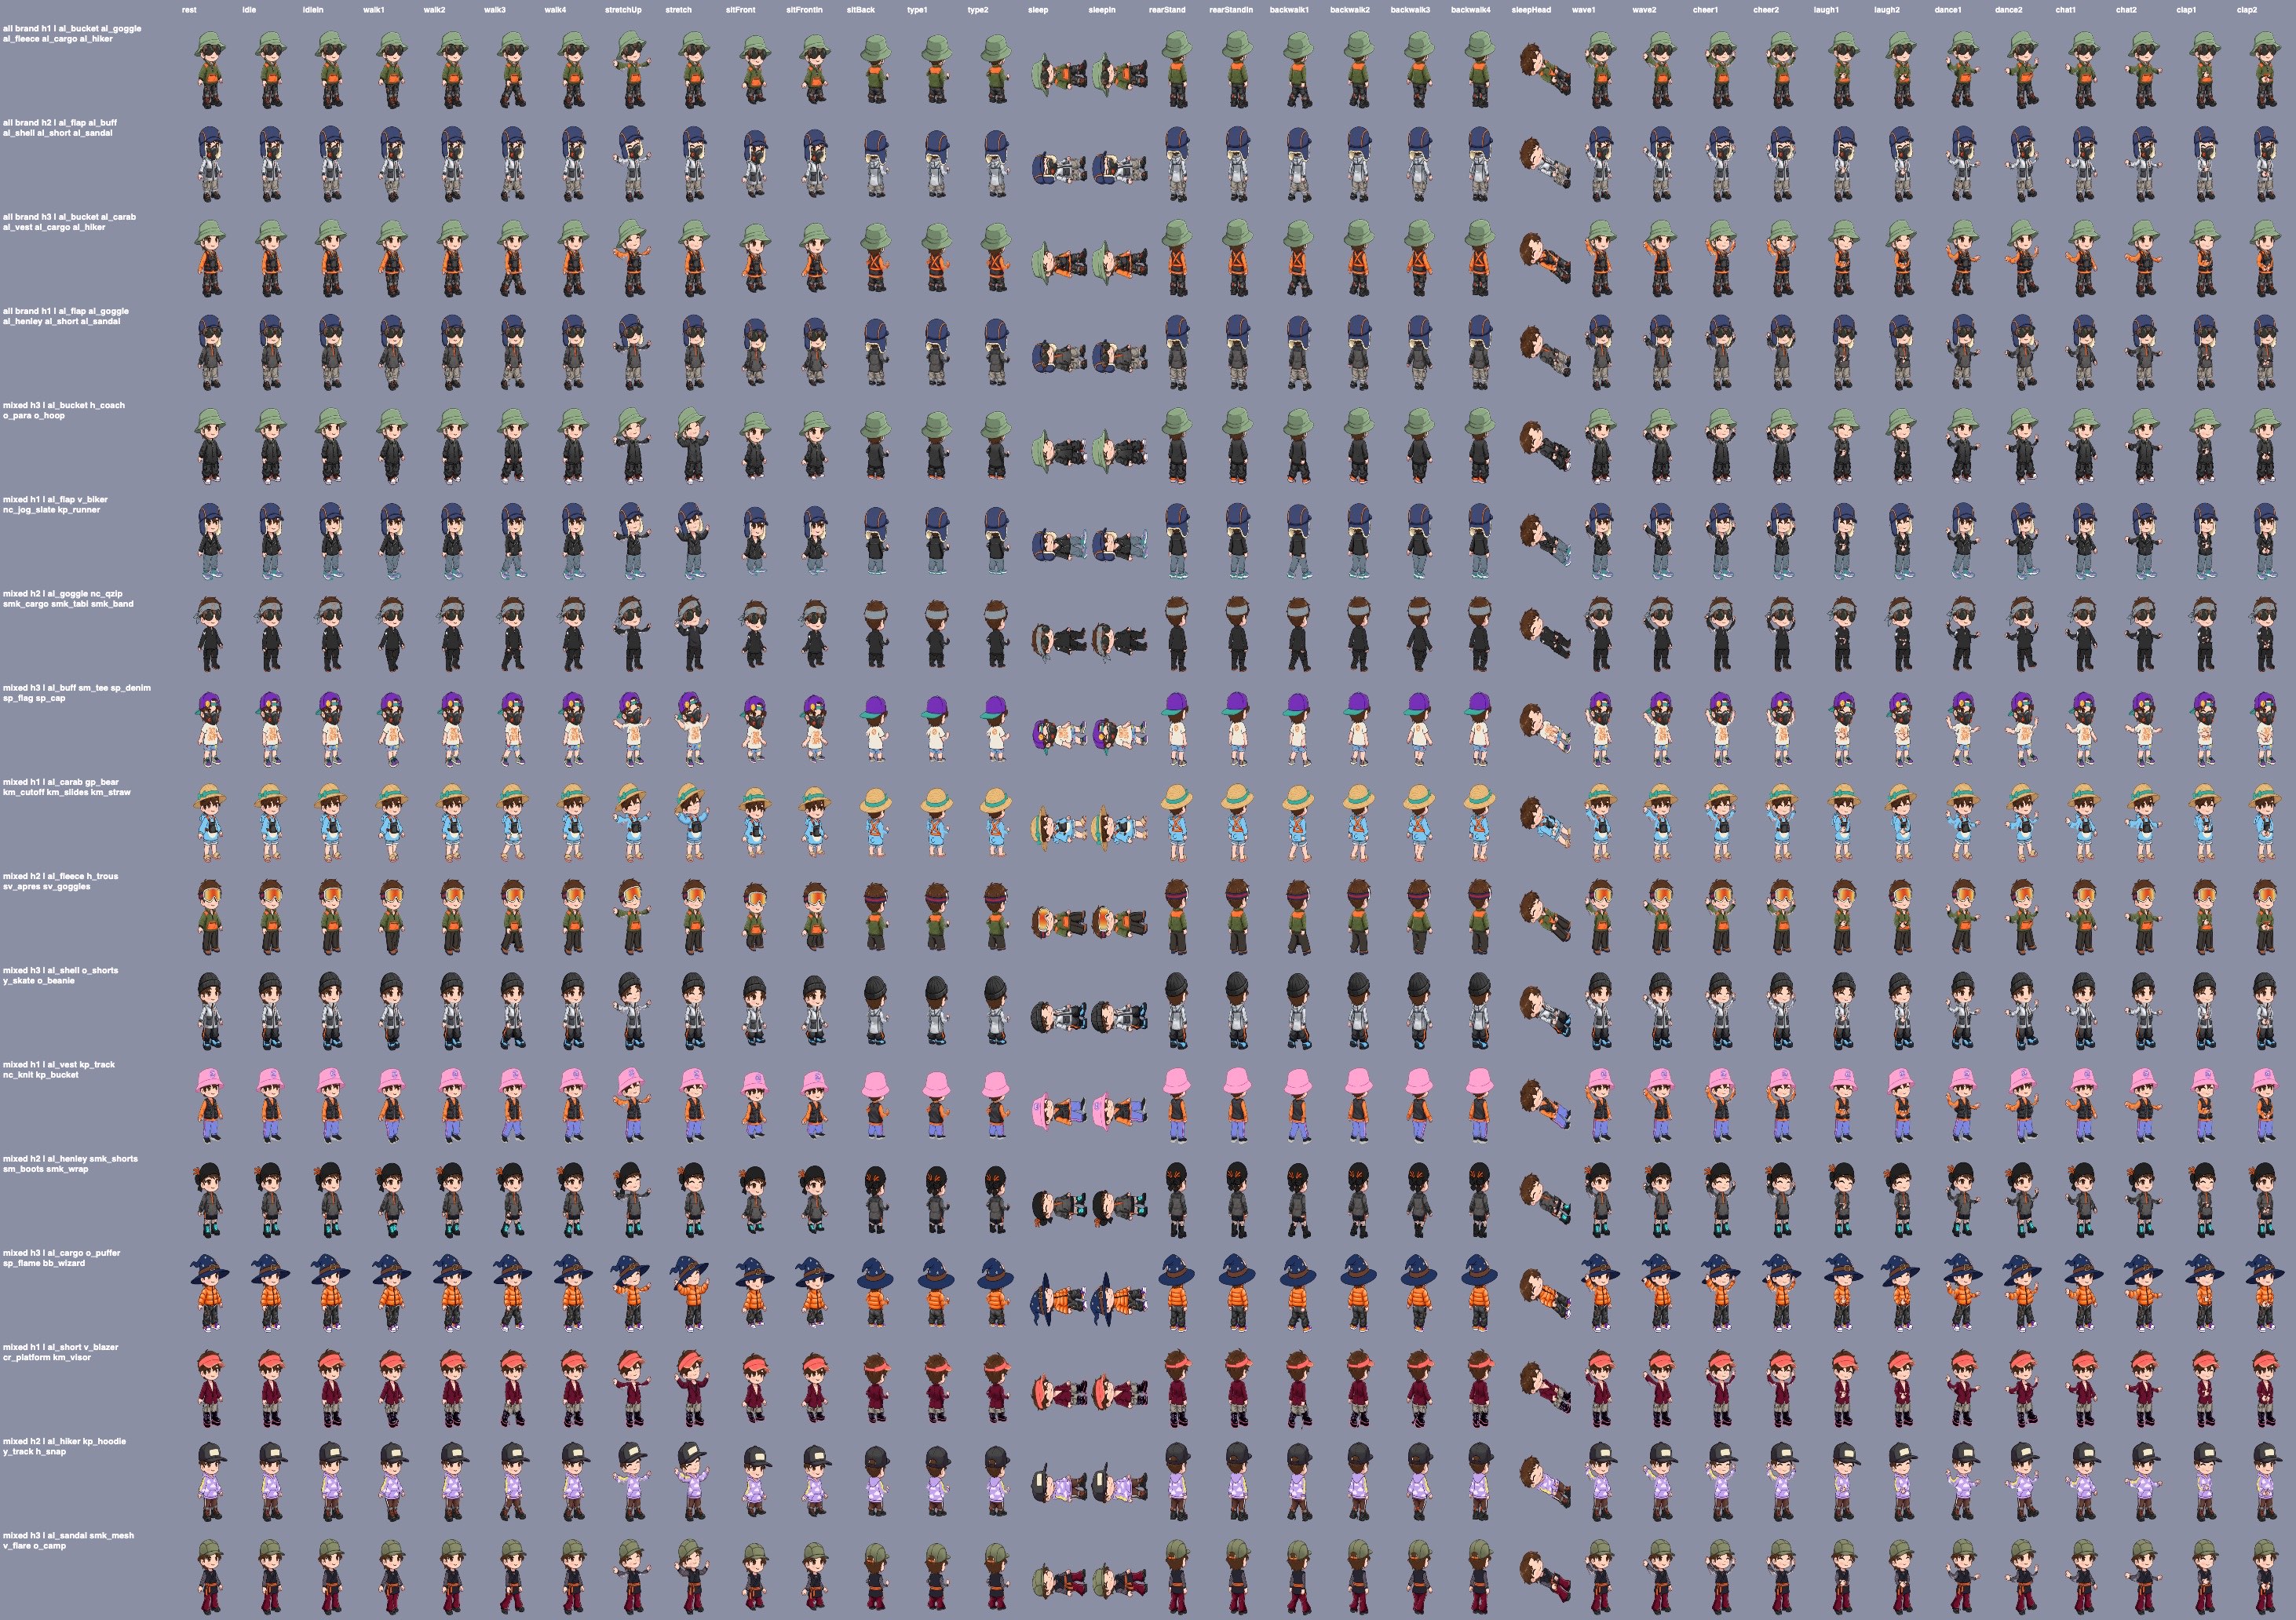 rest idle idleIn walk1 walk2 walk3 walk4 stretchUp stretch sitFront sitFrontIn sitBack type1 type2 sleep sleepIn rearStand rearStandIn backwalk1 backwalk2 backwalk3 backwalk4 sleepHead wave1 wave2 cheer1 cheer2 laugh1 laugh2 dance1 dance2 chat1 chat2 clap1 clap2
all brand h1 | al_bucket al_goggle
al_fleece al_cargo al_hiker
all brand h2 | al_flap al_buff
al_shell al_short al_sandal
all brand h3 | al_bucket al_carab
al_vest al_cargo al_hiker
all brand h1 | al_flap al_goggle
al_henley al_short al_sandal
mixed h3 | al_bucket h_coach
o_para o_hoop
mixed h1 | al_flap v_biker
nc_jog_slate kp_runner
mixed h2 | al_goggle nc_qzip
smk_cargo smk_tabi smk_band
mixed h3 | al_buff sm_tee sp_denim
sp_flag sp_cap
mixed h1 | al_carab gp_bear
km_cutoff km_slides km_straw
mixed h2 | al_fleece h_trous
sv_apres sv_goggles
mixed h3 | al_shell o_shorts
y_skate o_beanie
mixed h1 | al_vest kp_track
nc_knit kp_bucket
mixed h2 | al_henley smk_shorts
sm_boots smk_wrap
mixed h3 | al_cargo o_puffer
sp_flame bb_wizard
mixed h1 | al_short v_blazer
cr_platform km_visor
mixed h2 | al_hiker kp_hoodie
y_track h_snap
mixed h3 | al_sandal smk_mesh
v_flare o_camp